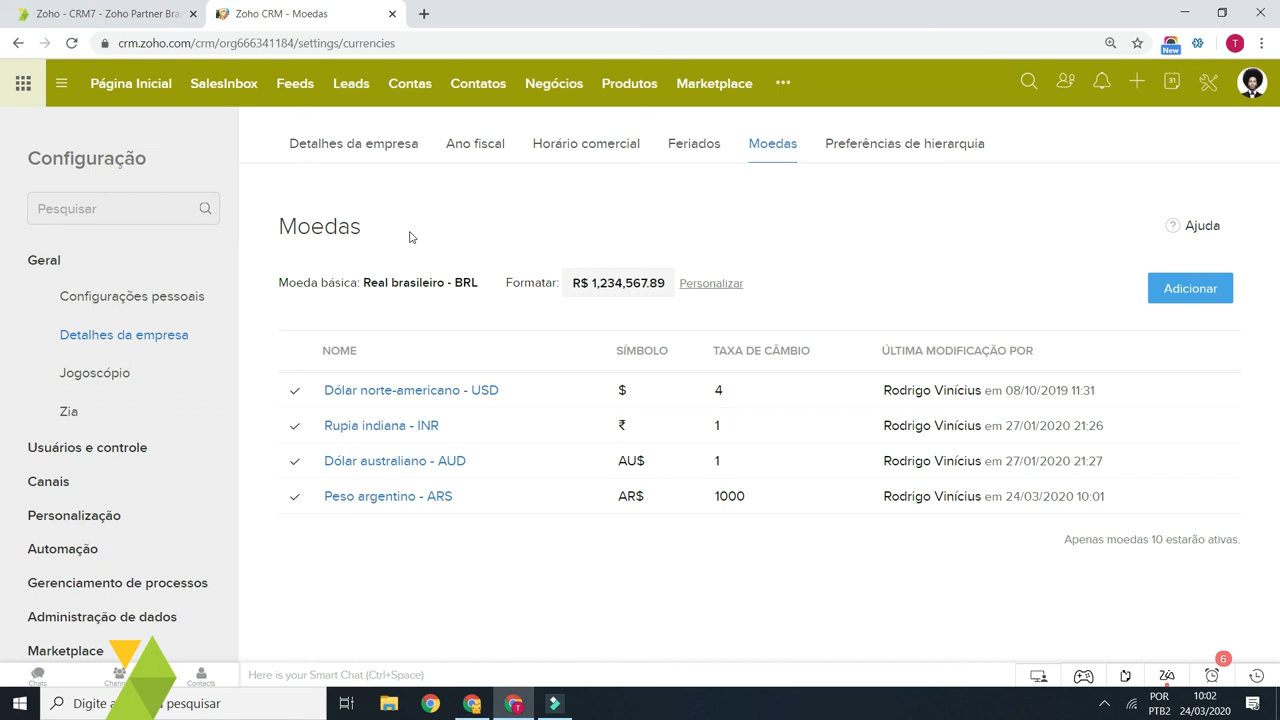 Zoho - CRM7 - Zoho Partner Bra
Zoho CRM - Moedas
crm.zoho.com/crm/org666341184/settings/currencies
New
T
Página Inicial SalesInbox Feeds Leads Contas Contatos Negócios Produtos Marketplace
Configuração
Pesquisar
Geral
Configurações pessoais
Detalhes da empresa
Jogoscópio
Zia
Usuários e controle
Canais
Personalização
Automação
Gerenciamento de processos
Administração de dados
Marketplace
Detalhes da empresa Ano fiscal Horário comercial Feriados Moedas Preferências de hierarquia
Moedas
? Ajuda
Moeda básica: Real brasileiro - BRL Formatar: R$ 1,234,567.89 Personalizar
Adicionar
NOME SÍMBOLO TAXA DE CÂMBIO ÚLTIMA MODIFICAÇÃO POR
Dólar norte-americano - USD $ 4 Rodrigo Vinícius em 08/10/2019 11:31
Rupia indiana - INR ₹ 1 Rodrigo Vinícius em 27/01/2020 21:26
Dólar australiano - AUD AU$ 1 Rodrigo Vinícius em 27/01/2020 21:27
Peso argentino - ARS AR$ 1000 Rodrigo Vinícius em 24/03/2020 10:01
Apenas moedas 10 estarão ativas.
Chats Contacts
Here is your Smart Chat (Ctrl+Space)
6
Digite a pesquisar
T
POR
PTB2
10:02
24/03/2020